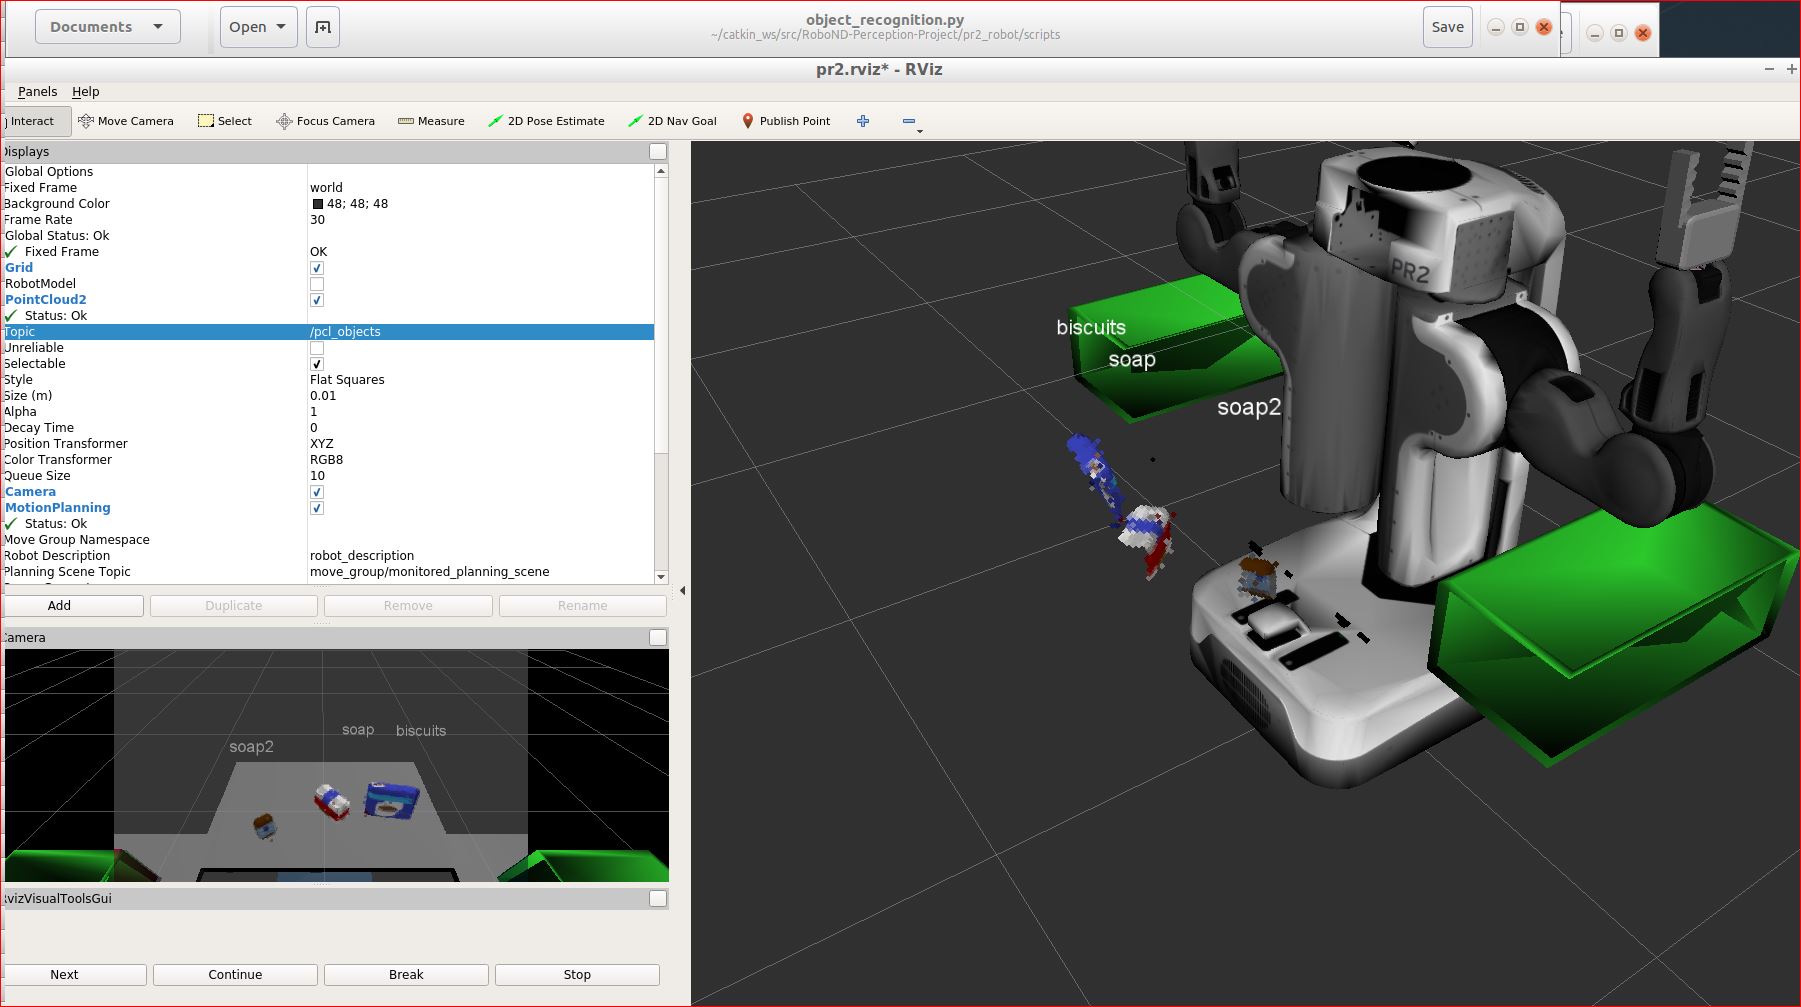 Documents Open object_recognition.py Save
~/catkin_ws/src/RoboND-Perception-Project/pr2_robot/scripts
pr2.rviz* - RViz
Panels Help
Interact Move Camera Select Focus Camera Measure 2D Pose Estimate 2D Nav Goal Publish Point
Displays
Global Options
Fixed Frame world
Background Color 48; 48; 48
Frame Rate 30
Global Status: Ok
Fixed Frame OK
Grid
RobotModel
PointCloud2
Status: Ok
Topic /pcl_objects
Unreliable
Selectable
Style Flat Squares
Size (m) 0.01
Alpha 1
Decay Time 0
Position Transformer XYZ
Color Transformer RGB8
Queue Size 10
Camera
MotionPlanning
Status: Ok
Move Group Namespace
Robot Description robot_description
Planning Scene Topic move_group/monitored_planning_scene
Add Duplicate Remove Rename
Camera
soap biscuits
soap2
RvizVisualToolsGui
Next Continue Break Stop
PR2
biscuits
soap
soap2